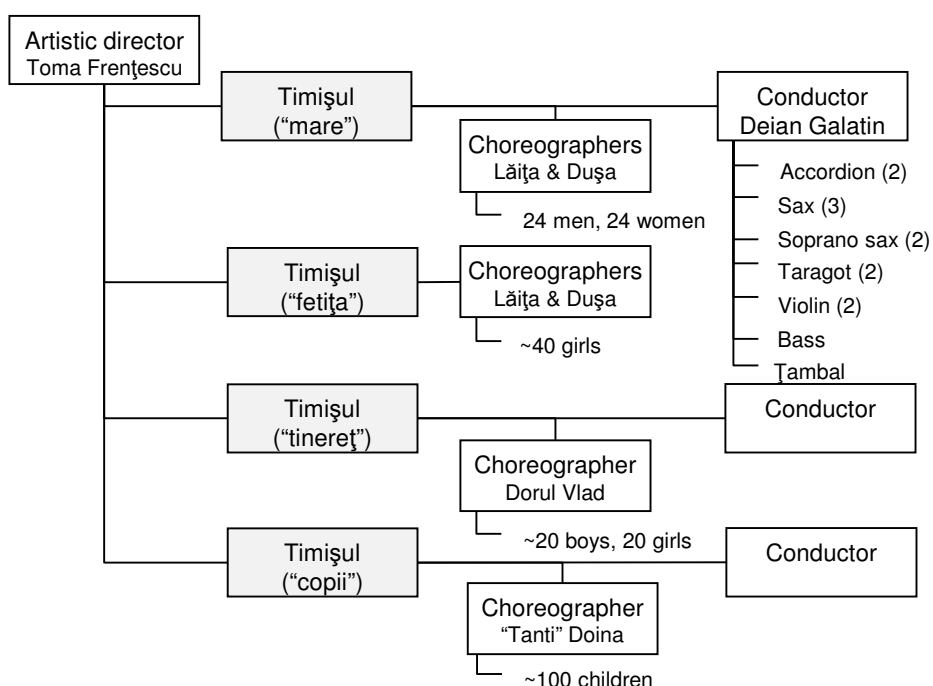 Artistic director
Toma Frenţescu
Timişul
(“mare”)
Choreographers
Lăiţa & Duşa
24 men, 24 women
Conductor
Deian Galatin
Accordion (2)
Sax (3)
Soprano sax (2)
Taragot (2)
Violin (2)
Bass
Ţambal
Timişul
(“fetiţa”)
Choreographers
Lăiţa & Duşa
~40 girls
Timişul
(“tinereţ”)
Choreographer
Dorul Vlad
~20 boys, 20 girls
Conductor
Timişul
(“copii”)
Choreographer
“Tanti” Doina
~100 children
Conductor